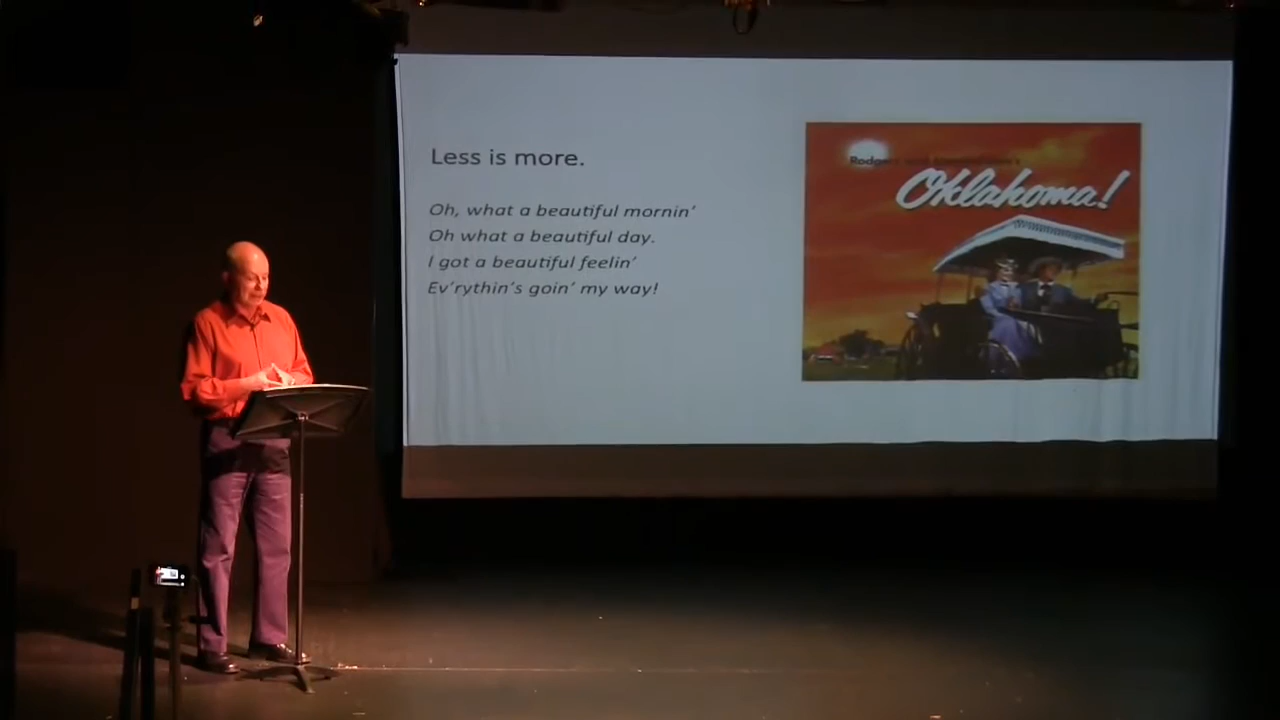 Less is more.
Oh, what a beautiful mornin'
Oh what a beautiful day.
I got a beautiful feelin'
Ev'rythin's goin' my way!
Oklahoma!